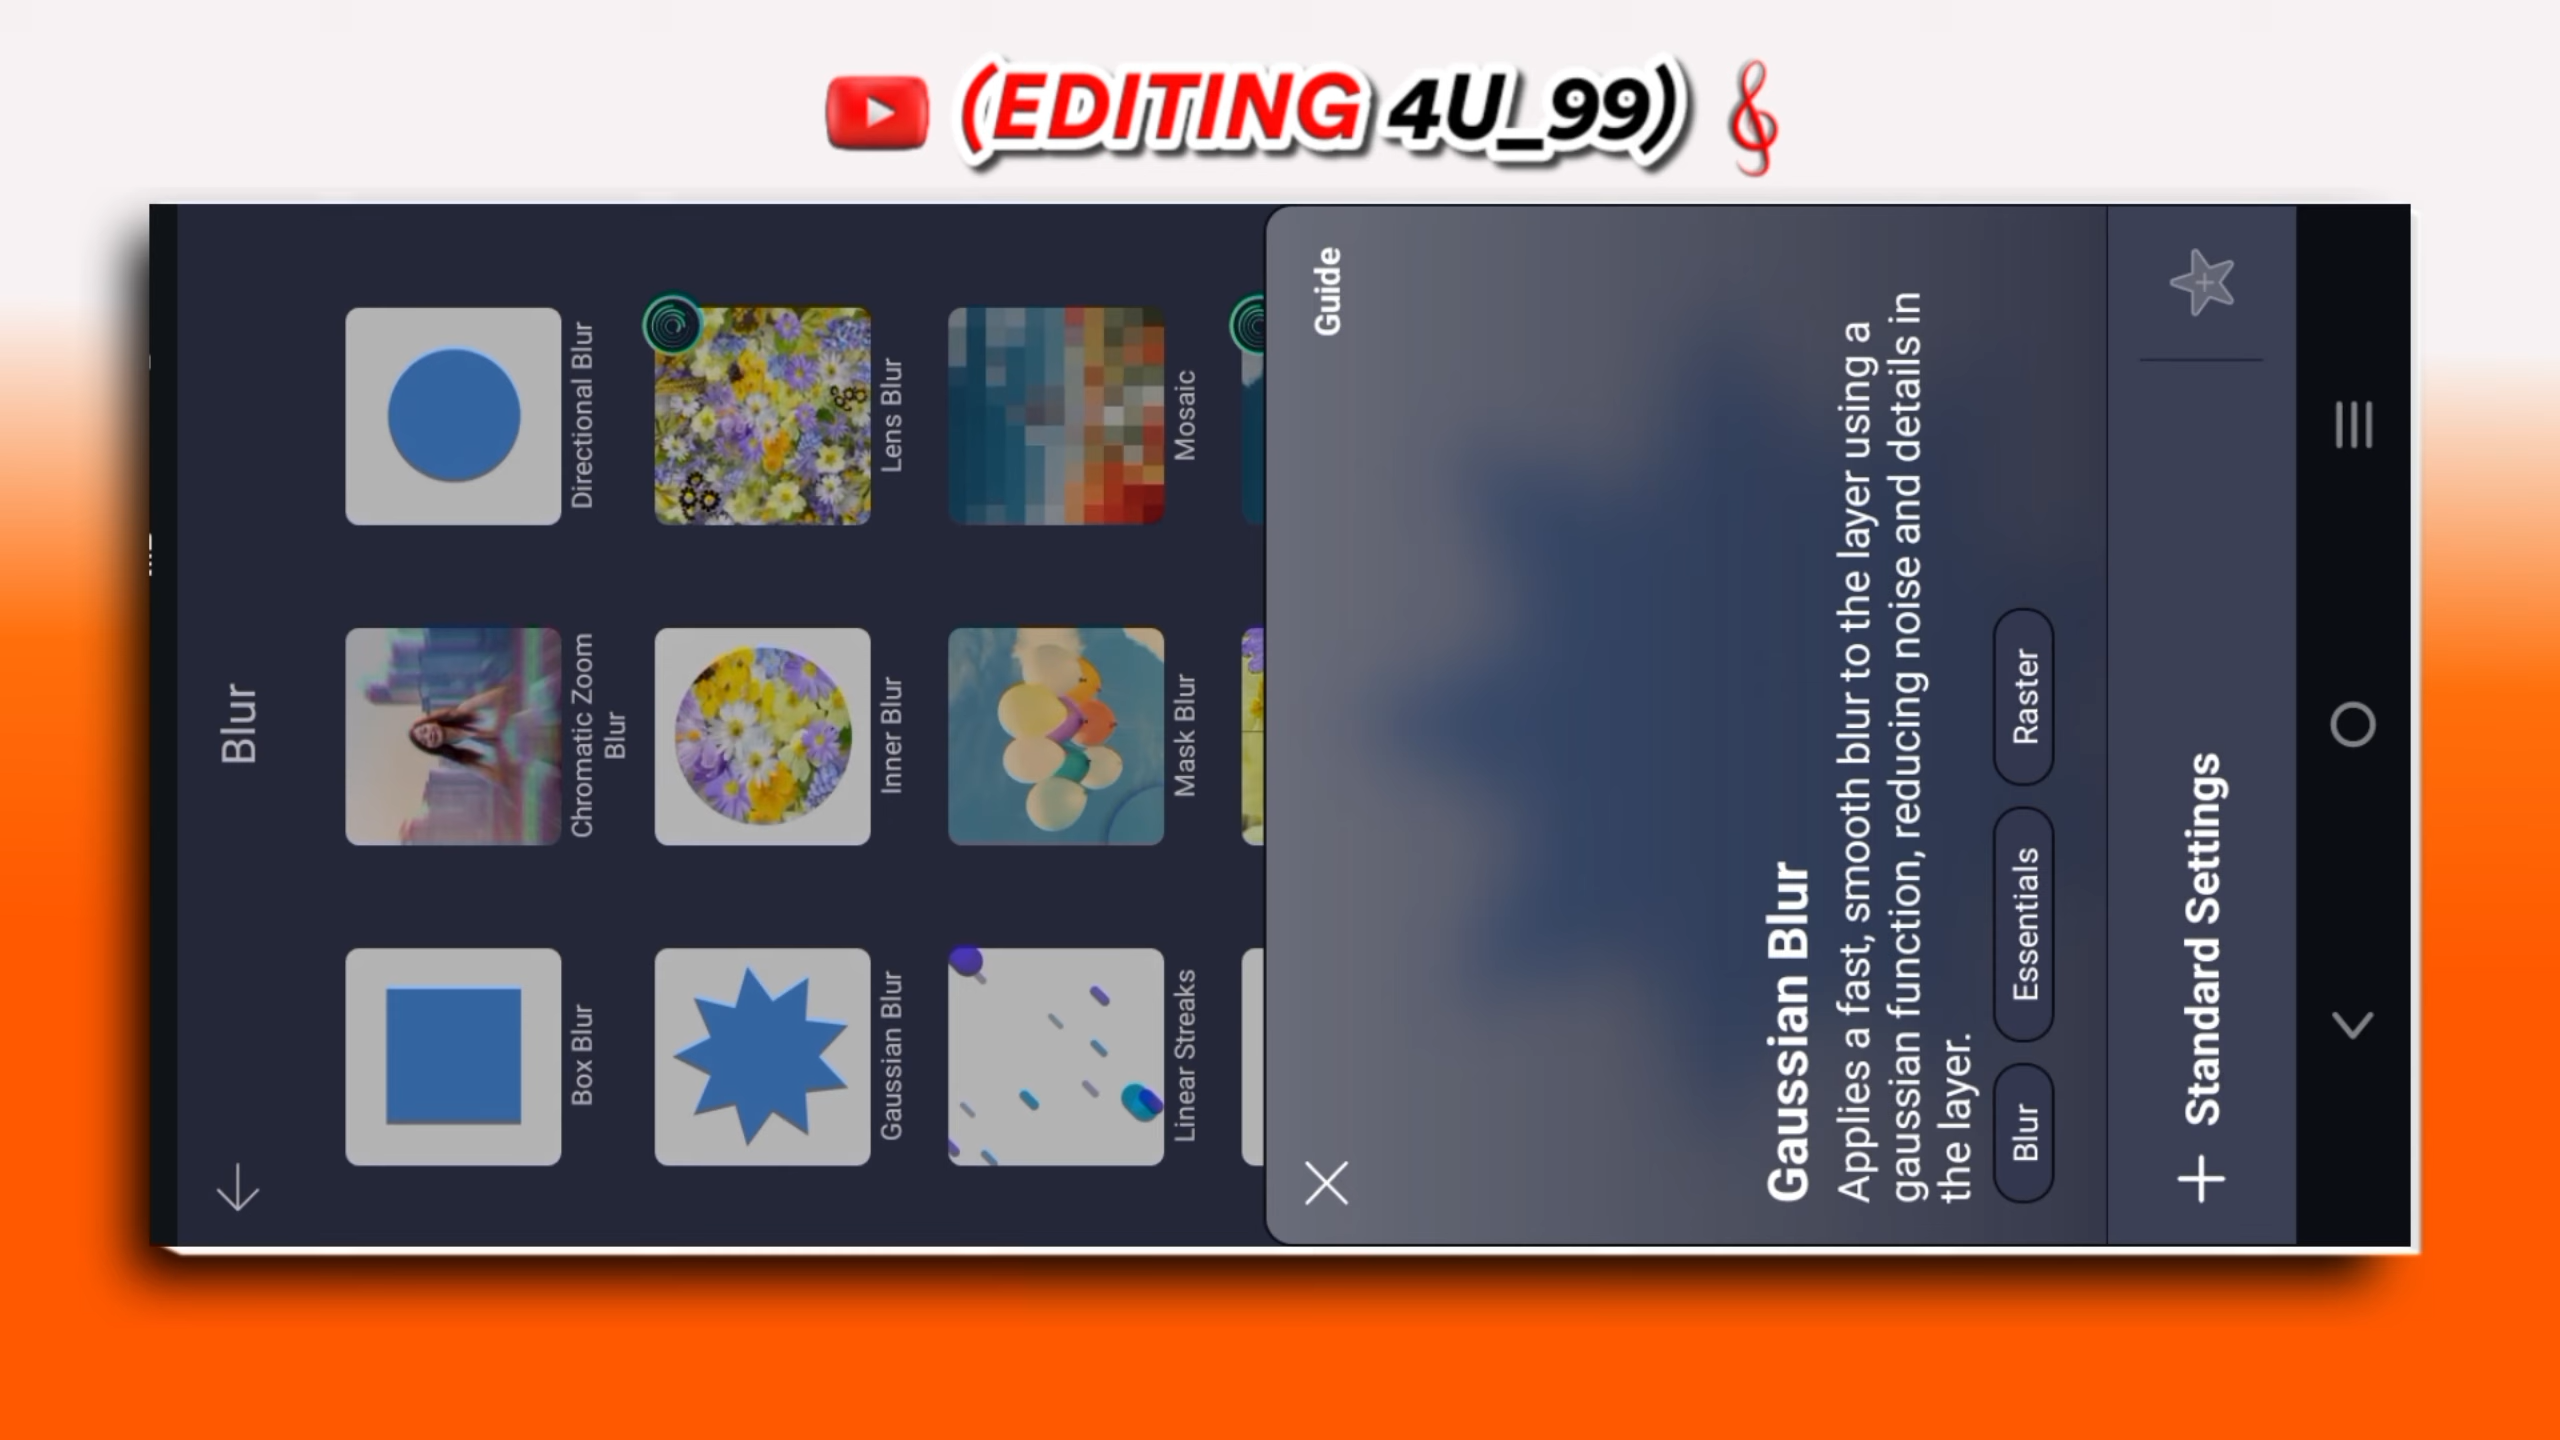 (EDITING 4U_99)
Blur
Box Blur
Chromatic Zoom
Blur
Directional Blur
Gaussian Blur
Inner Blur
Lens Blur
Linear Streaks
Mask Blur
Mosaic
Guide
Gaussian Blur
Applies a fast, smooth blur to the layer using a
gaussian function, reducing noise and details in
the layer.
Blur
Essentials
Raster
Standard Settings